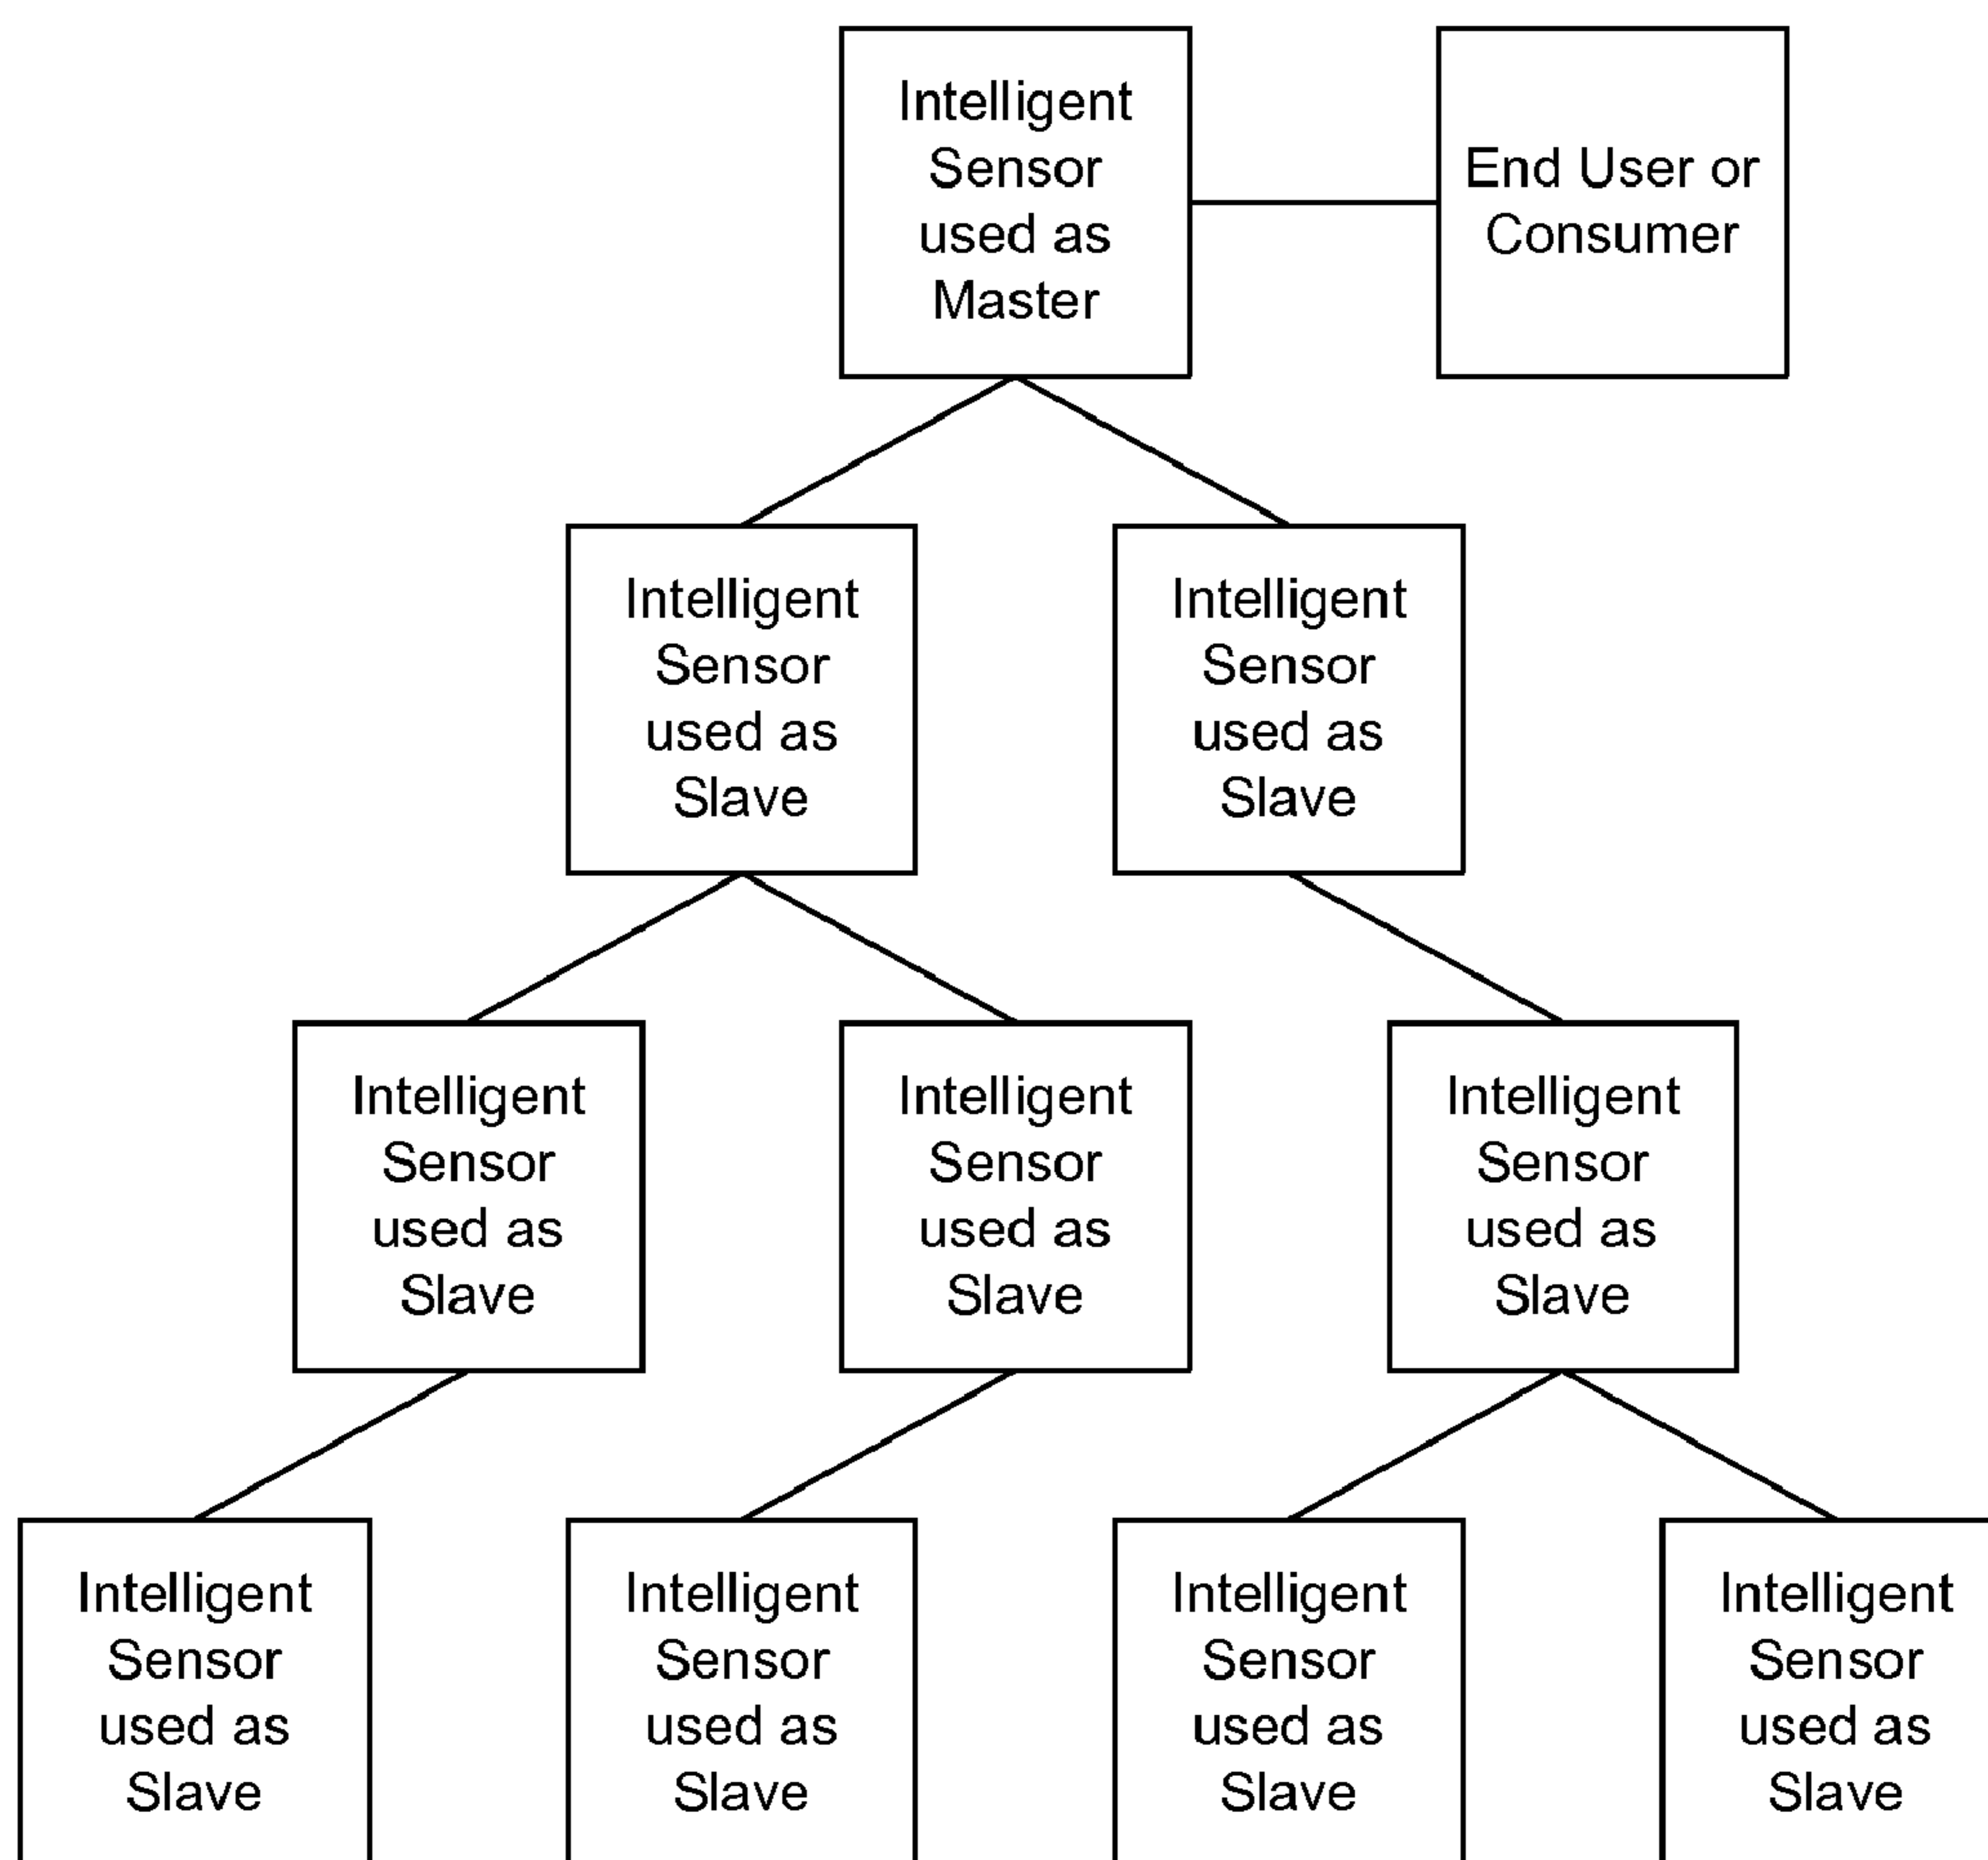 Intelligent
Sensor
used as
Master
End User or
Consumer
Intelligent
Sensor
used as
Slave
Intelligent
Sensor
used as
Slave
Intelligent
Sensor
used as
Slave
Intelligent
Sensor
used as
Slave
Intelligent
Sensor
used as
Slave
Intelligent
Sensor
used as
Slave
Intelligent
Sensor
used as
Slave
Intelligent
Sensor
used as
Slave
Intelligent
Sensor
used as
Slave